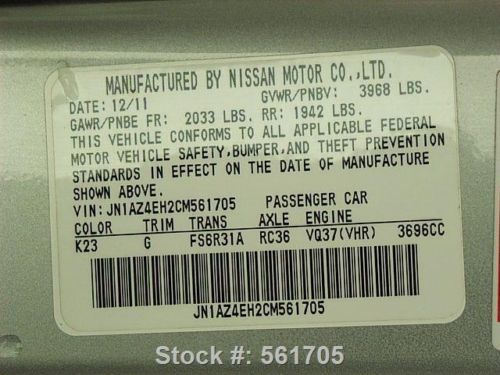 MANUFACTURED BY NISSAN MOTOR CO.,LTD.
DATE: 12/11 GVWR/PNBV: 3968 LBS.
GAWR/PNBE FR: 2033 LBS. RR: 1942 LBS.
THIS VEHICLE CONFORMS TO ALL APPLICABLE FEDERAL
MOTOR VEHICLE SAFETY,BUMPER,AND THEFT PREVENTION
STANDARDS IN EFFECT ON THE DATE OF MANUFACTURE
SHOWN ABOVE.
VIN: JN1AZ4EH2CM561705 PASSENGER CAR
COLOR TRIM TRANS AXLE ENGINE
K23 G FS6R31A RC36 VQ37(VHR) 3696CC
JN1AZ4EH2CM561705
Stock #: 561705